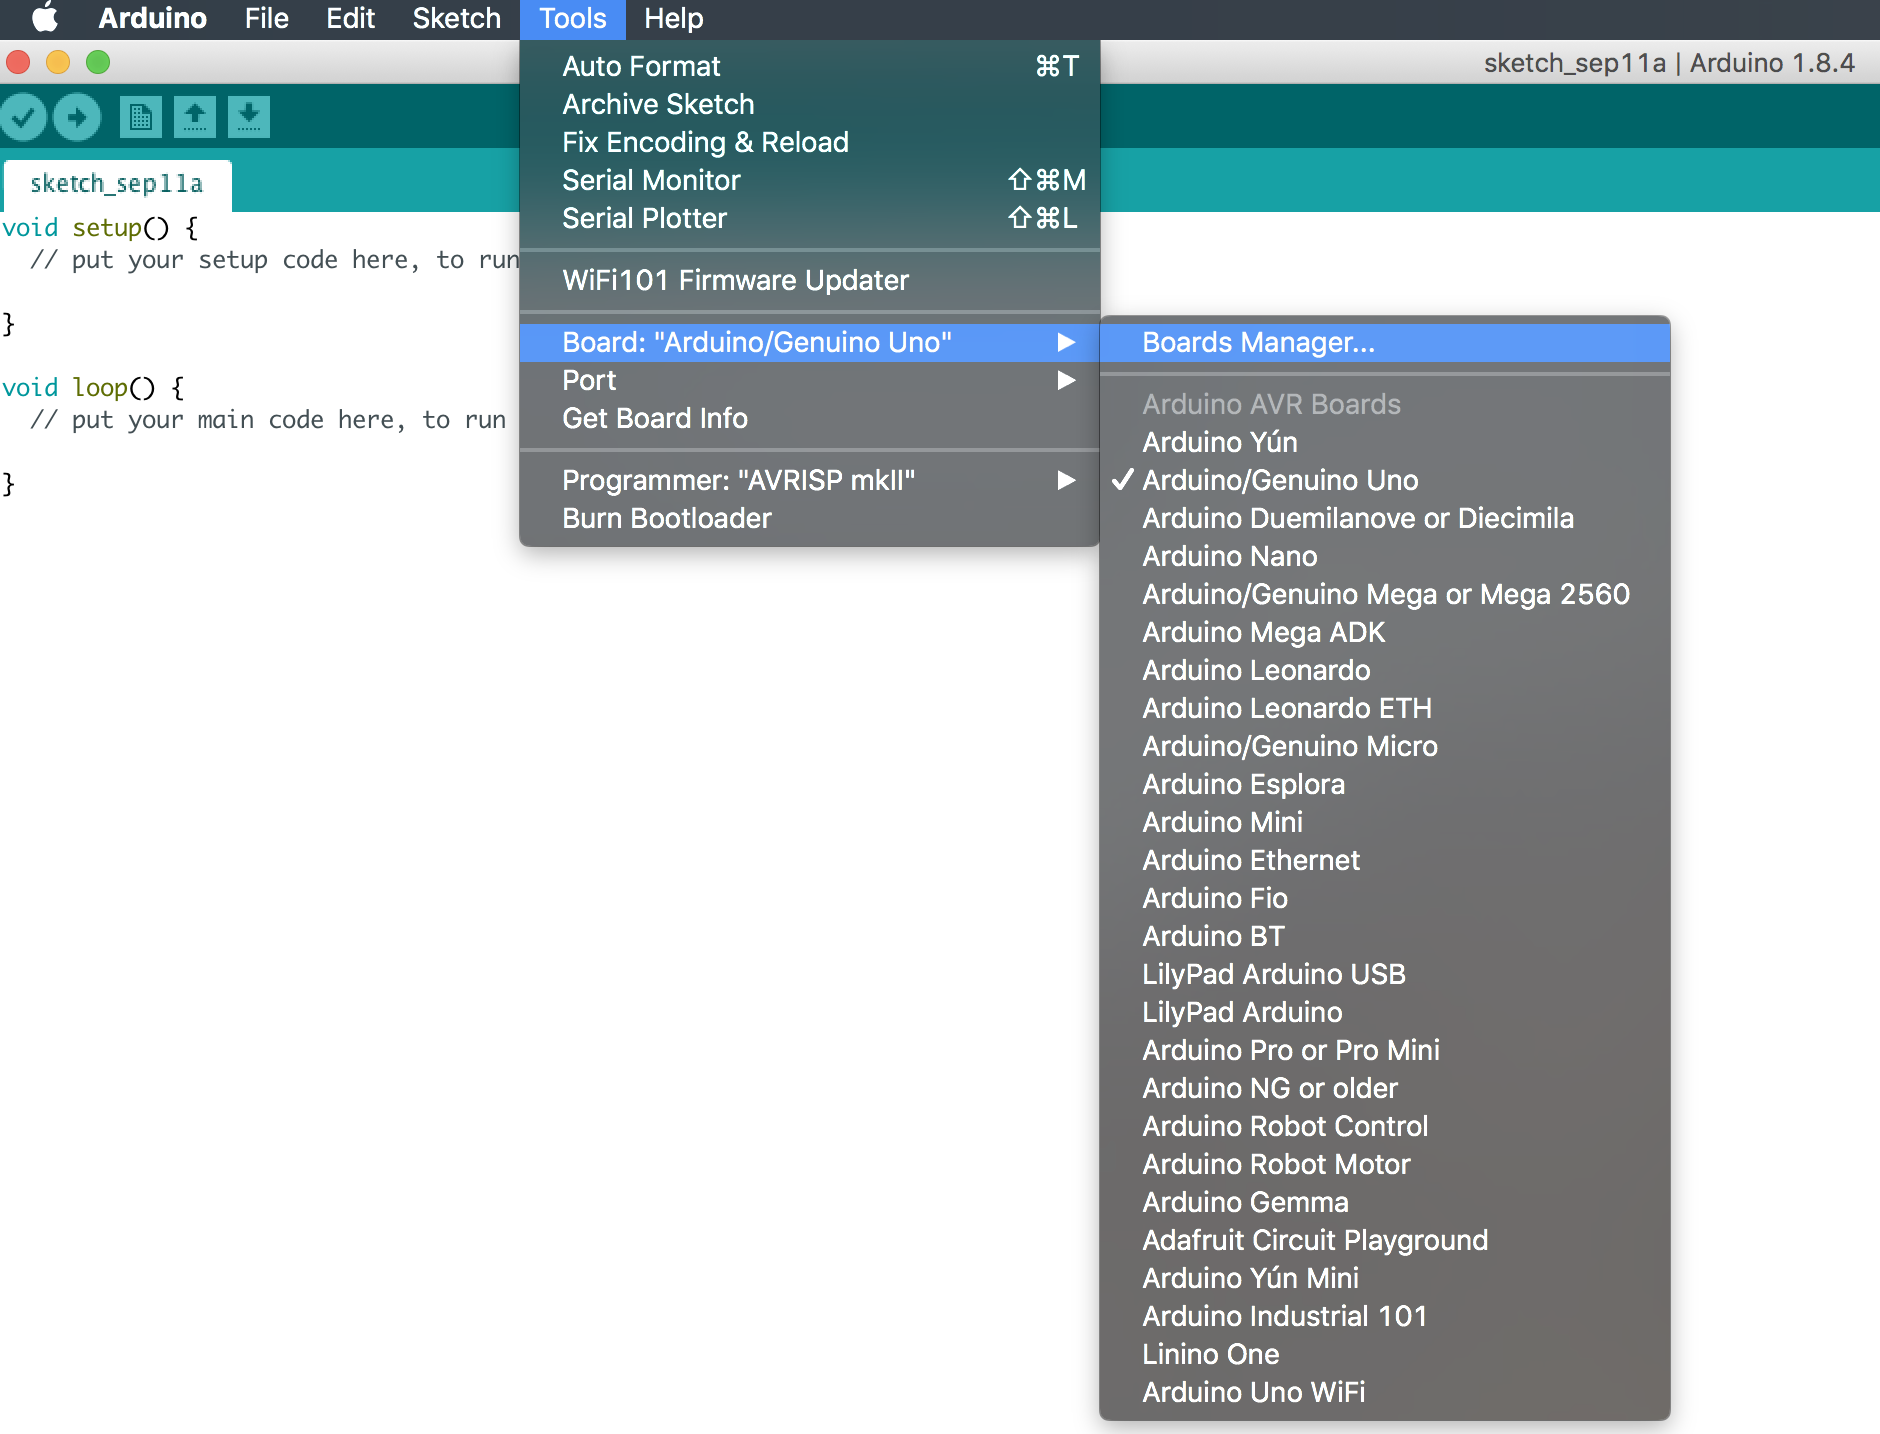 Arduino File Edit Sketch Tools Help
sketch_sep11a | Arduino 1.8.4
sketch_sep11a
void setup() {
// put your setup code here, to run
}
void loop() {
// put your main code here, to run
}
Auto Format ⌘T
Archive Sketch
Fix Encoding & Reload
Serial Monitor ⇧⌘M
Serial Plotter ⇧⌘L
WiFi101 Firmware Updater
Board: "Arduino/Genuino Uno" ▶
Port ▶
Get Board Info
Programmer: "AVRISP mkII" ▶
Burn Bootloader
Boards Manager...
Arduino AVR Boards
Arduino Yún
✓ Arduino/Genuino Uno
Arduino Duemilanove or Diecimila
Arduino Nano
Arduino/Genuino Mega or Mega 2560
Arduino Mega ADK
Arduino Leonardo
Arduino Leonardo ETH
Arduino/Genuino Micro
Arduino Esplora
Arduino Mini
Arduino Ethernet
Arduino Fio
Arduino BT
LilyPad Arduino USB
LilyPad Arduino
Arduino Pro or Pro Mini
Arduino NG or older
Arduino Robot Control
Arduino Robot Motor
Arduino Gemma
Adafruit Circuit Playground
Arduino Yún Mini
Arduino Industrial 101
Linino One
Arduino Uno WiFi